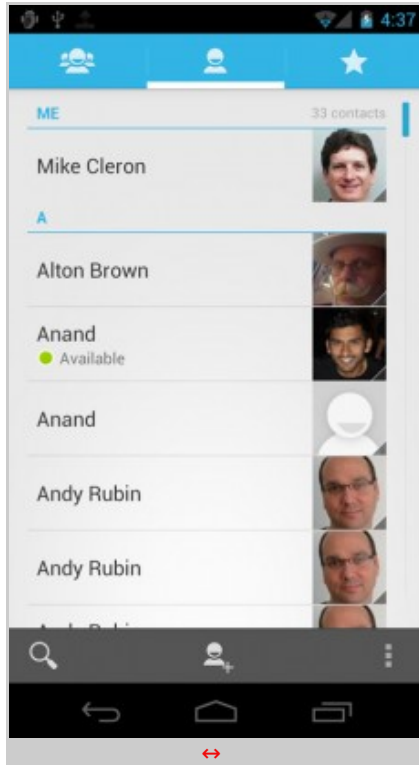 4:37
ME 33 contacts
Mike Cleron
A
Alton Brown
Anand
Available
Anand
Andy Rubin
Andy Rubin